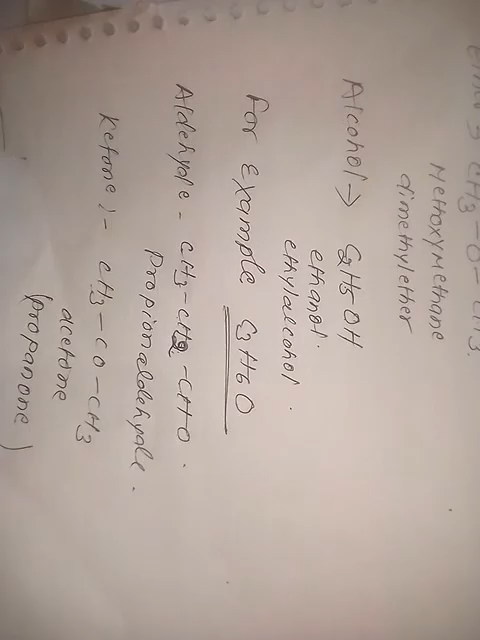 CH3-O-CH3.
Methoxymethane
dimethylether
Alcohol → C2H5OH
ethanol.
ethylalcohol.
For Example C3H6O
Aldehyde - CH3-CH2-CHO.
Propionaldehyde.
Ketone :- CH3-CO-CH3
acetone
(propanone)